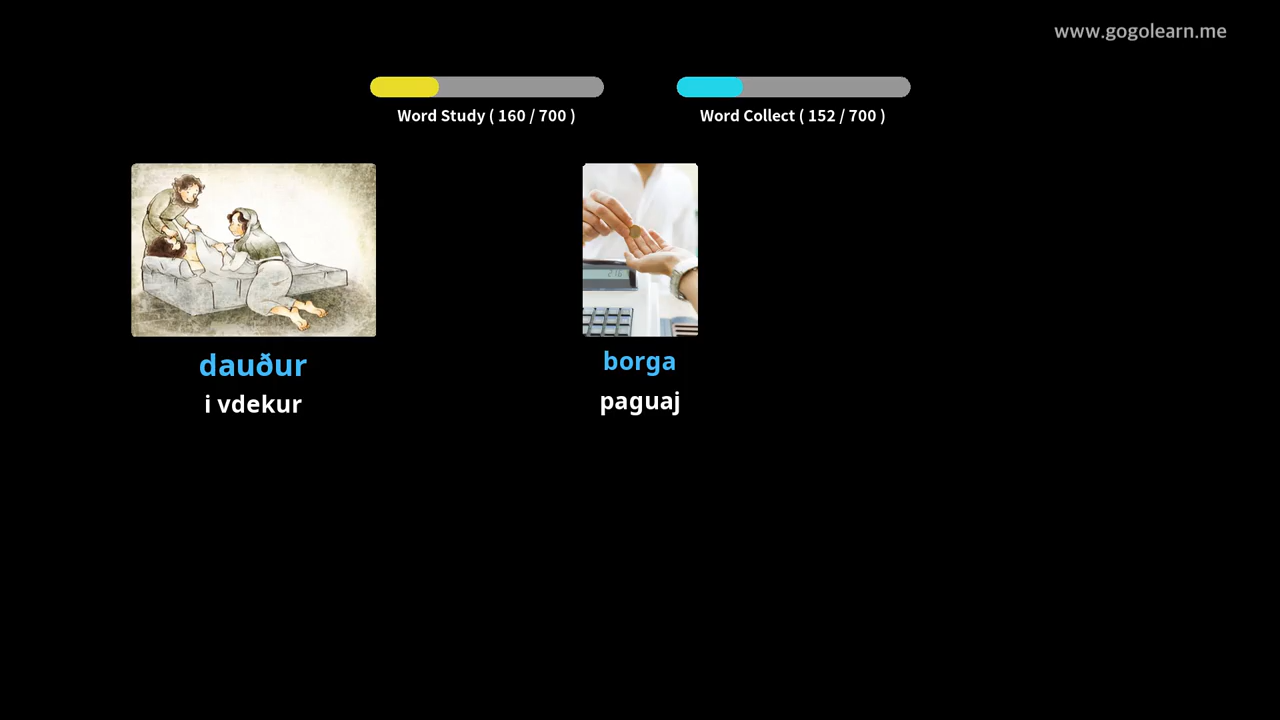 www.gogolearn.me
Word Study ( 160 / 700 )
Word Collect ( 152 / 700 )
dauður
i vdekur
borga
paguaj